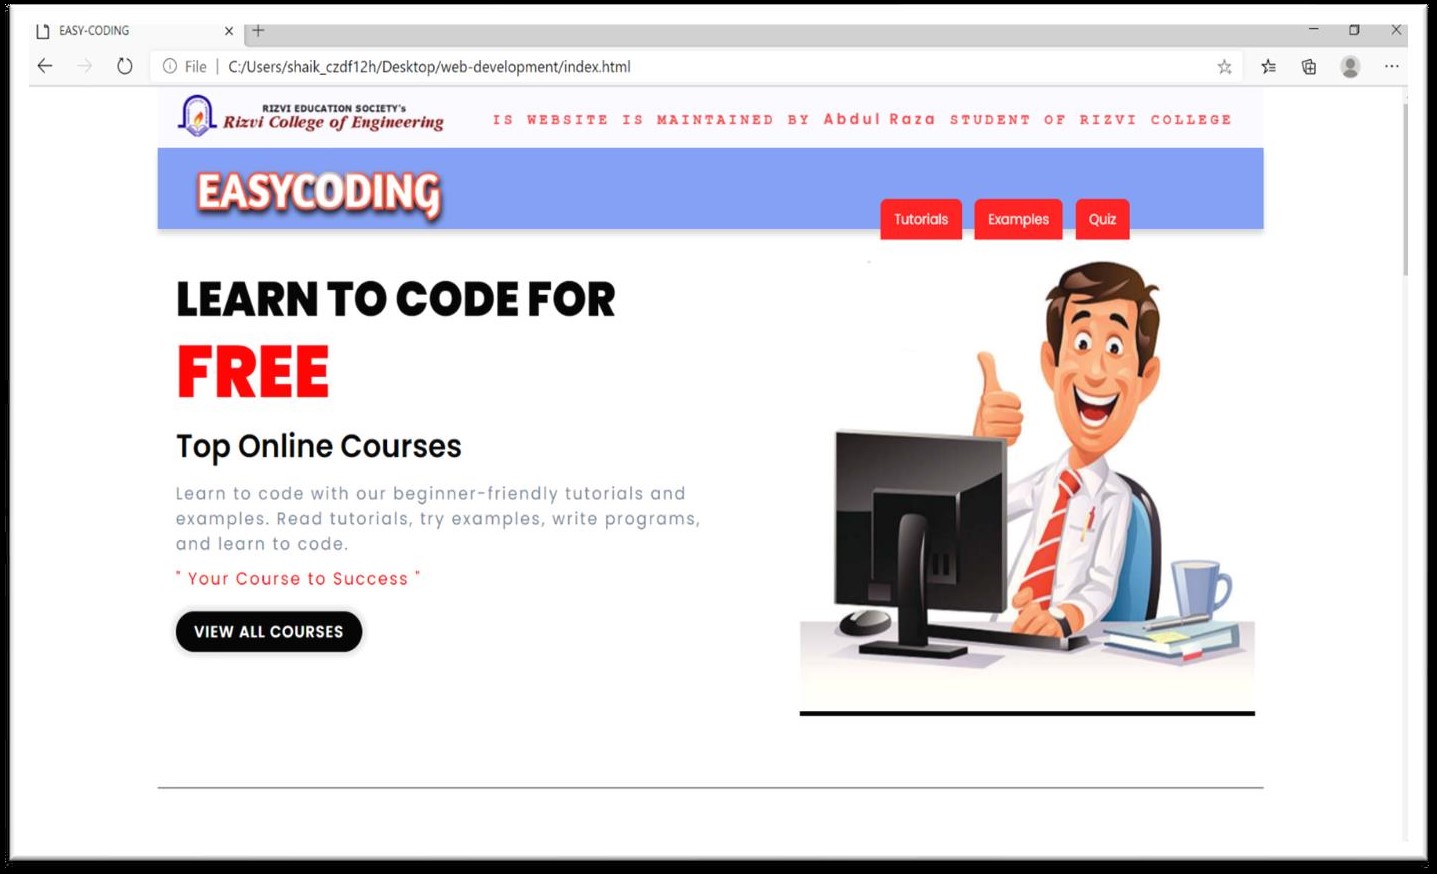 EASY-CODING
File C:/Users/shaik_czdf12h/Desktop/web-development/index.html
RIZVI EDUCATION SOCIETY's
Rizvi College of Engineering
IS WEBSITE IS MAINTAINED BY Abdul Raza STUDENT OF RIZVI COLLEGE
EASYCODING
Tutorials Examples Quiz
LEARN TO CODE FOR
FREE
Top Online Courses
Learn to code with our beginner-friendly tutorials and
examples. Read tutorials, try examples, write programs,
and learn to code.
" Your Course to Success "
VIEW ALL COURSES